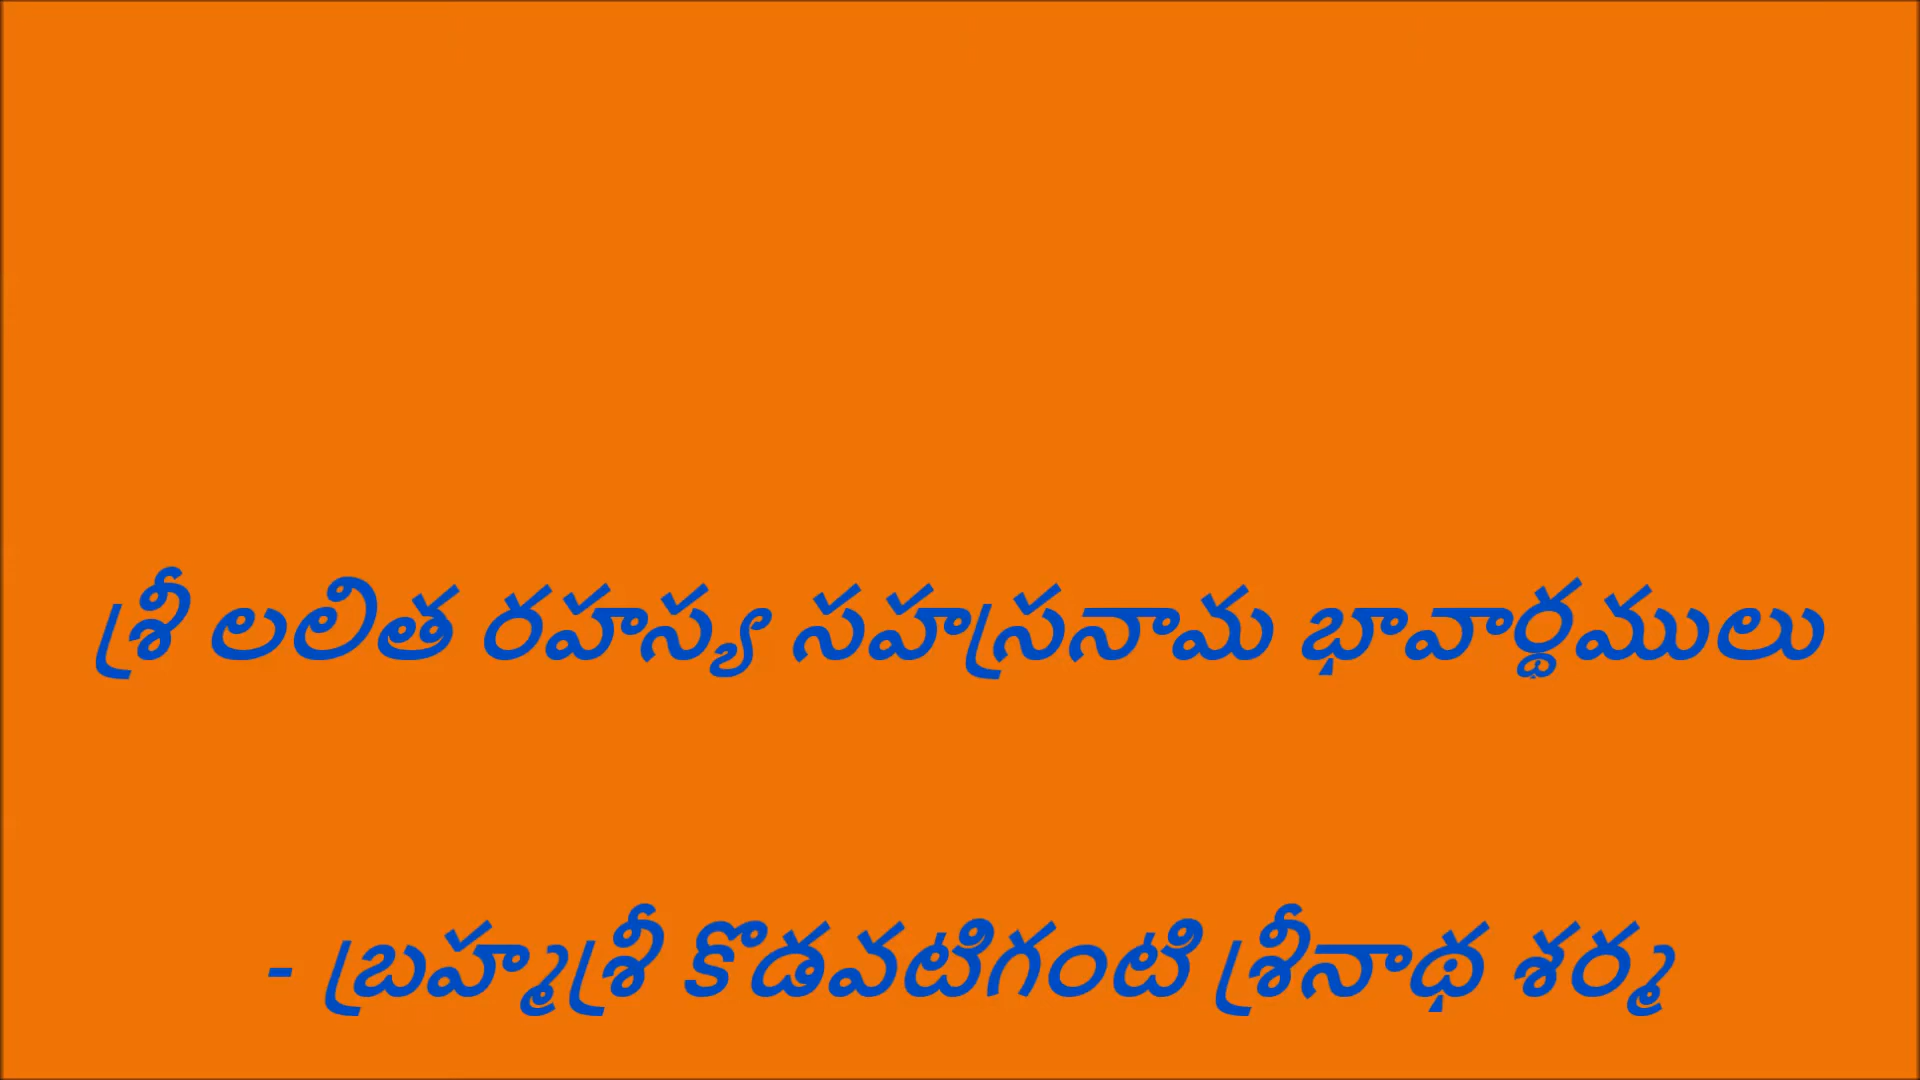 శ్రీ లలిత రహస్య సహస్రనామ భావార్థములు
- బ్రహ్మశ్రీ కొడవటిగంటి శ్రీనాథ శర్మ